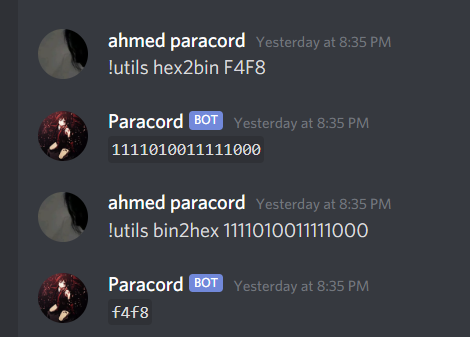 ahmed paracord Yesterday at 8:35 PM
!utils hex2bin F4F8
Paracord BOT Yesterday at 8:35 PM
1111010011111000
ahmed paracord Yesterday at 8:35 PM
!utils bin2hex 1111010011111000
Paracord BOT Yesterday at 8:35 PM
f4f8